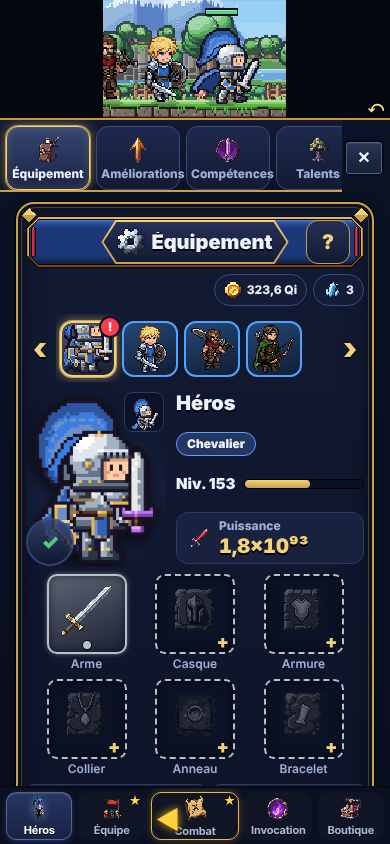 Équipement
Améliorations
Compétences
Talents
×
Équipement
?
323,6 Qi
3
!
Héros
Chevalier
Niv. 153
Puissance
1,8×10⁹³
Arme
Casque
Armure
Collier
Anneau
Bracelet
Héros
Équipe
Combat
Invocation
Boutique